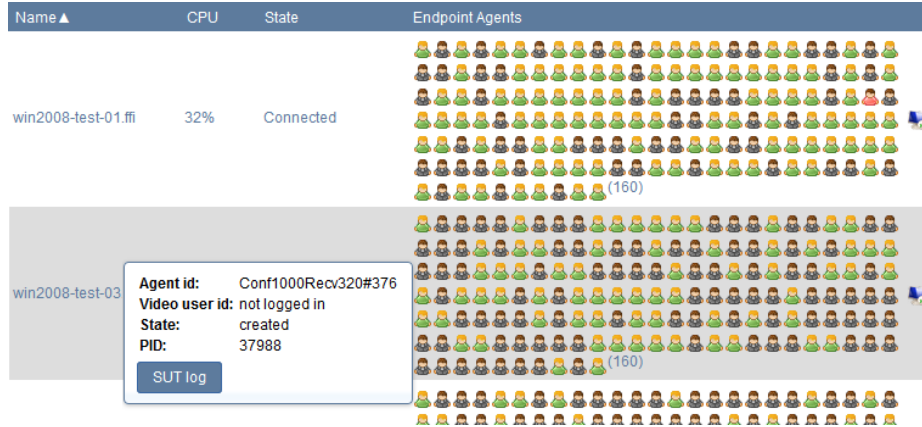 Name▲ CPU State Endpoint Agents
win2008-test-01.ffi 32% Connected
(160)
win2008-test-03
Agent id: Conf1000Recv320#376
Video user id: not logged in
State: created
PID: 37988
SUT log
(160)